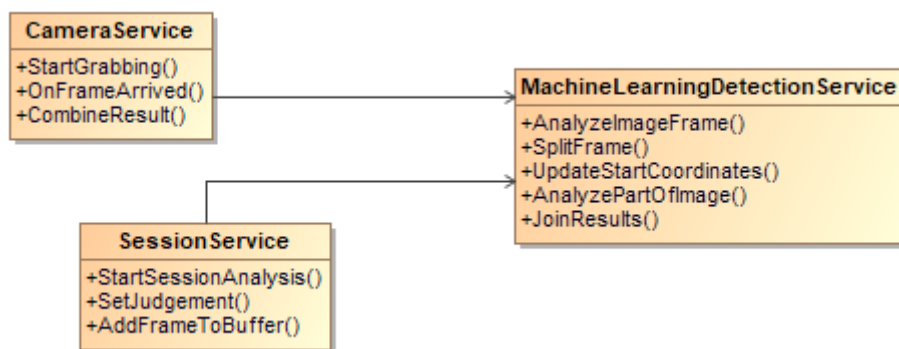 CameraService
+StartGrabbing()
+OnFrameArrived()
+CombineResult()
MachineLearningDetectionService
+AnalyzeImageFrame()
+SplitFrame()
+UpdateStartCoordinates()
+AnalyzePartOfImage()
+JoinResults()
SessionService
+StartSessionAnalysis()
+SetJudgement()
+AddFrameToBuffer()